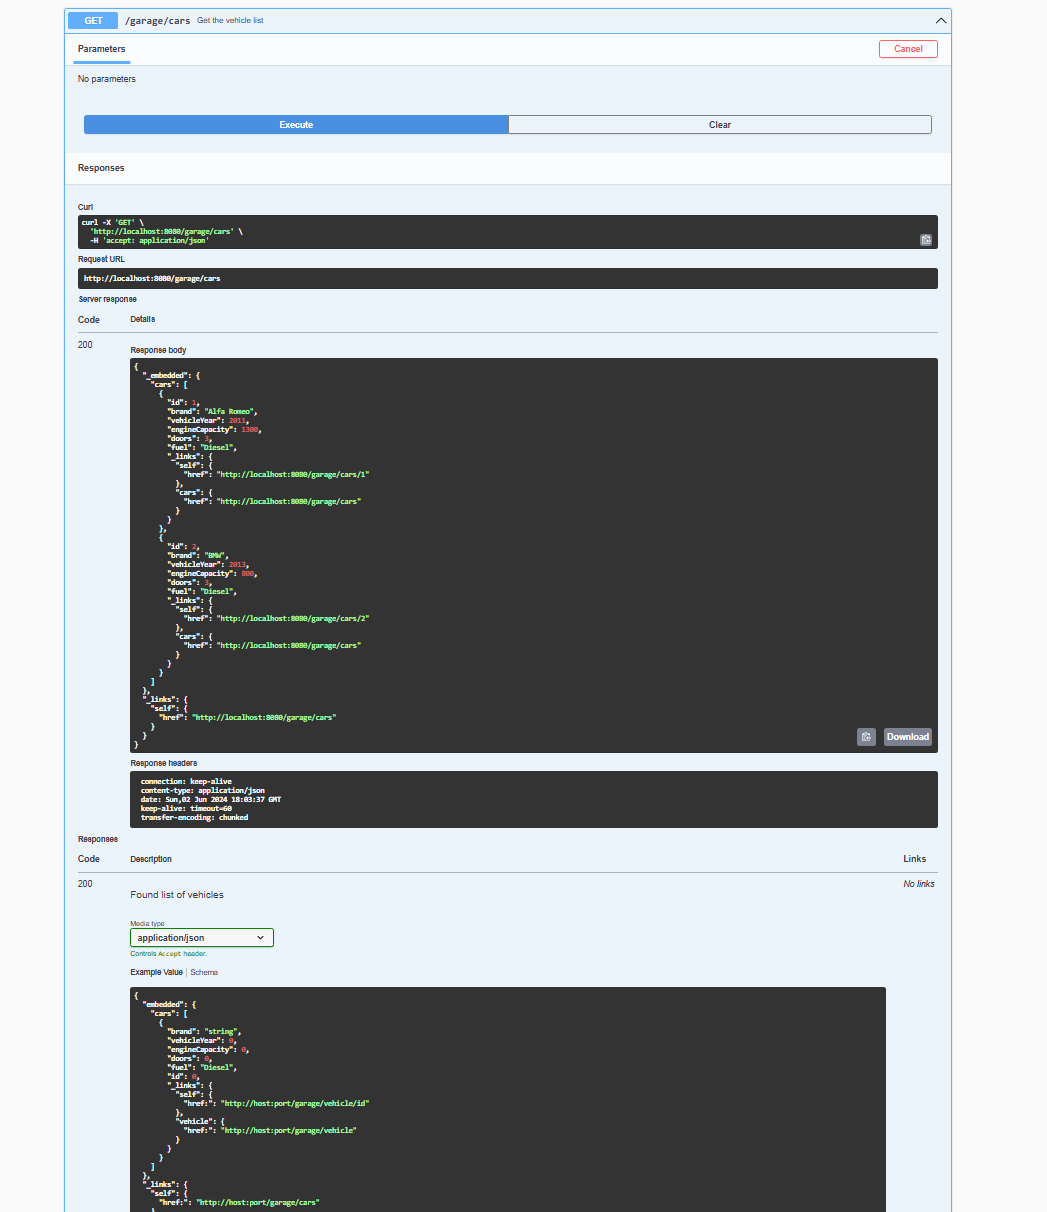 GET /garage/cars Get the vehicle list
Parameters
Cancel
No parameters
Execute
Clear
Responses
Curl
curl -X 'GET' \
  'http://localhost:8080/garage/cars' \
  -H 'accept: application/json'
Request URL
http://localhost:8080/garage/cars
Server response
Code Details
200
Response body
{
  "_embedded": {
    "cars": [
      {
        "id": 1,
        "brand": "Alfa Romeo",
        "vehicleYear": 2011,
        "engineCapacity": 1300,
        "doors": 3,
        "fuel": "Diesel",
        "_links": {
          "self": {
            "href": "http://localhost:8080/garage/cars/1"
          },
          "cars": {
            "href": "http://localhost:8080/garage/cars"
          }
        }
      },
      {
        "id": 2,
        "brand": "BMW",
        "vehicleYear": 2013,
        "engineCapacity": 800,
        "doors": 3,
        "fuel": "Diesel",
        "_links": {
          "self": {
            "href": "http://localhost:8080/garage/cars/2"
          },
          "cars": {
            "href": "http://localhost:8080/garage/cars"
          }
        }
      }
    ]
  },
  "_links": {
    "self": {
      "href": "http://localhost:8080/garage/cars"
    }
  }
}
Download
Response headers
connection: keep-alive
content-type: application/json
date: Sun,02 Jun 2024 18:03:37 GMT
keep-alive: timeout=60
transfer-encoding: chunked
Responses
Code Description Links
200 No links
Found list of vehicles
Media type
application/json
Controls Accept header.
Example Value | Schema
{
  "embedded": {
    "cars": [
      {
        "brand": "string",
        "vehicleYear": 0,
        "engineCapacity": 0,
        "doors": 0,
        "fuel": "Diesel",
        "id": 0,
        "_links": {
          "self": {
            "href:": "http://host:port/garage/vehicle/id"
          },
          "vehicle": {
            "href:": "http://host:port/garage/vehicle"
          }
        }
      }
    ]
  },
  "_links": {
    "self": {
      "href:": "http://host:port/garage/cars"